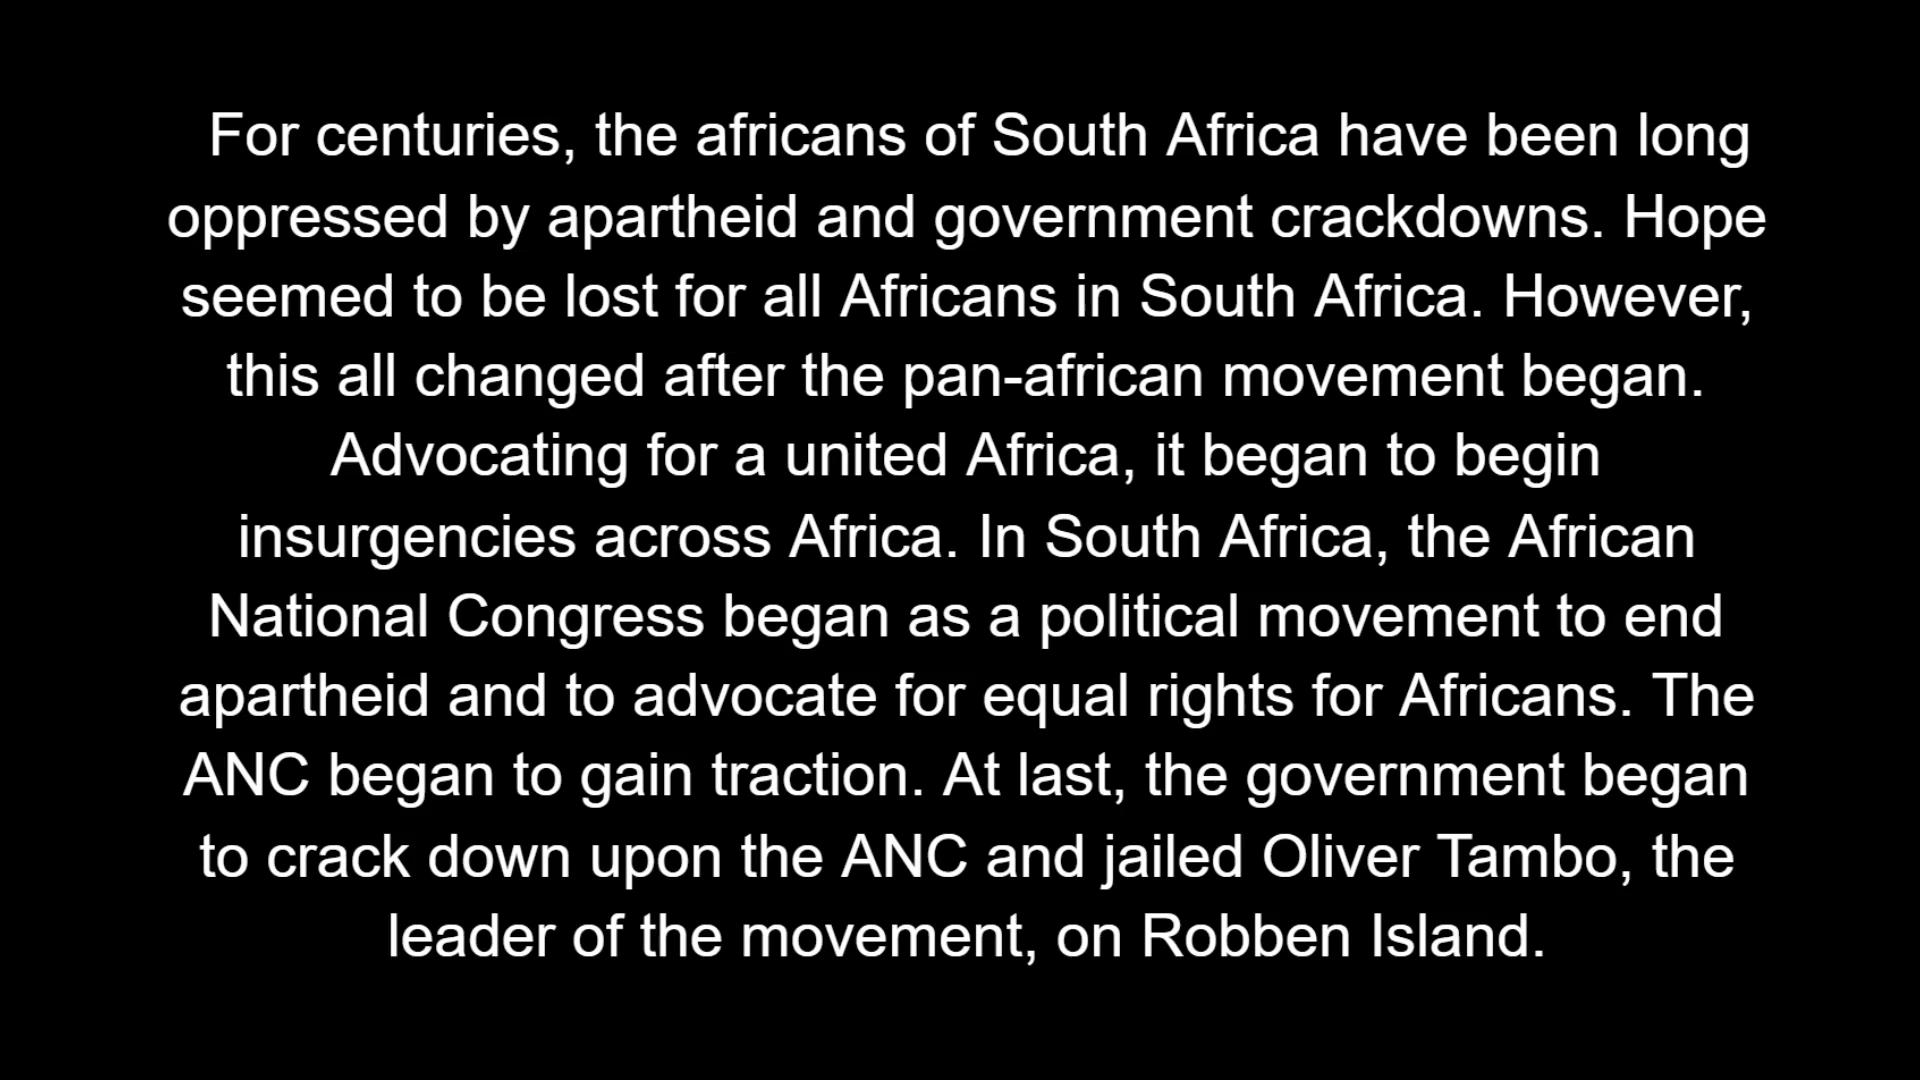 For centuries, the africans of South Africa have been long
oppressed by apartheid and government crackdowns. Hope
seemed to be lost for all Africans in South Africa. However,
this all changed after the pan-african movement began.
Advocating for a united Africa, it began to begin
insurgencies across Africa. In South Africa, the African
National Congress began as a political movement to end
apartheid and to advocate for equal rights for Africans. The
ANC began to gain traction. At last, the government began
to crack down upon the ANC and jailed Oliver Tambo, the
leader of the movement, on Robben Island.